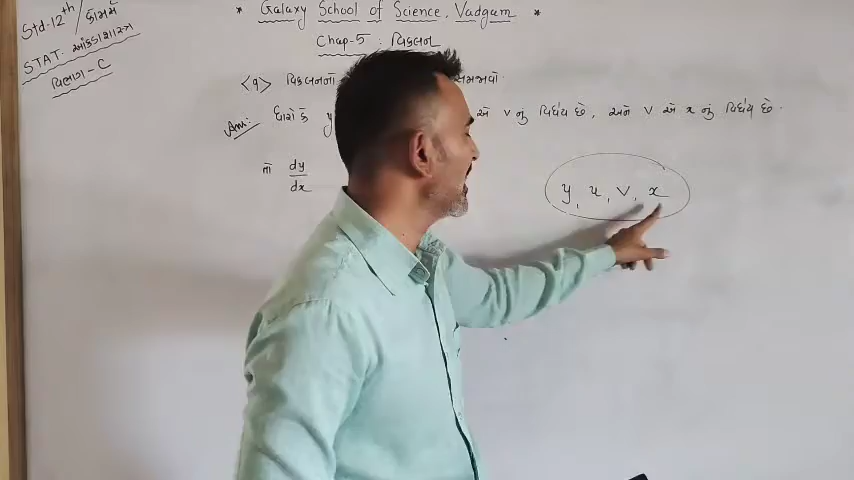 Std-12th / કોમર્સ
STAT. આંકડાશાસ્ત્ર
વિભાગ - C
* Galaxy School of Science, Vadgam *
Chap-5 : વિકલન
<૧> વિકલનનો સમજાવો.
Ans: ધારો કે y એ v નું વિધેય છે, અને v એ x નું વિધેય છે.
તો dy/dx
y, u, v, x